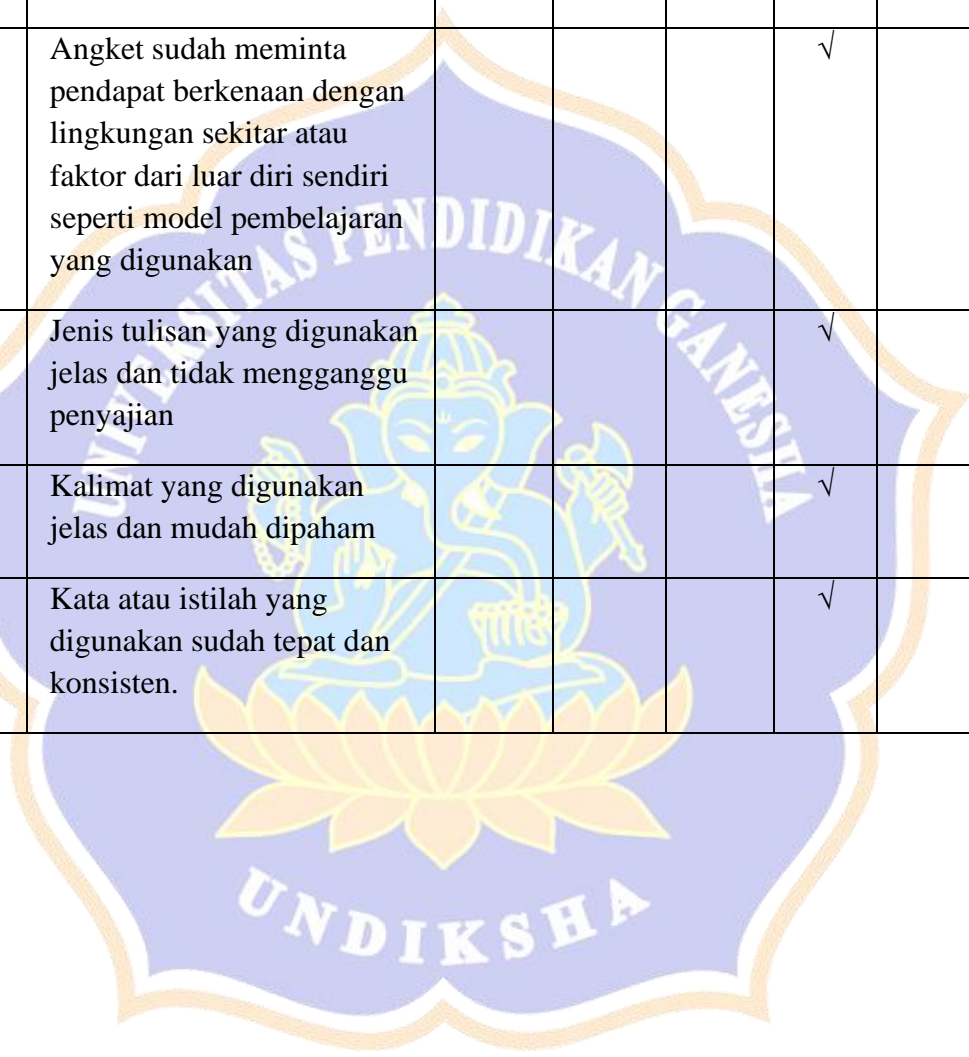 Angket sudah meminta √
pendapat berkenaan dengan
lingkungan sekitar atau
faktor dari luar diri sendiri
seperti model pembelajaran
yang digunakan
Jenis tulisan yang digunakan √
jelas dan tidak mengganggu
penyajian
Kalimat yang digunakan √
jelas dan mudah dipaham
Kata atau istilah yang √
digunakan sudah tepat dan
konsisten.
UNIVERSITAS PENDIDIKAN GANESHA
UNDIKSHA